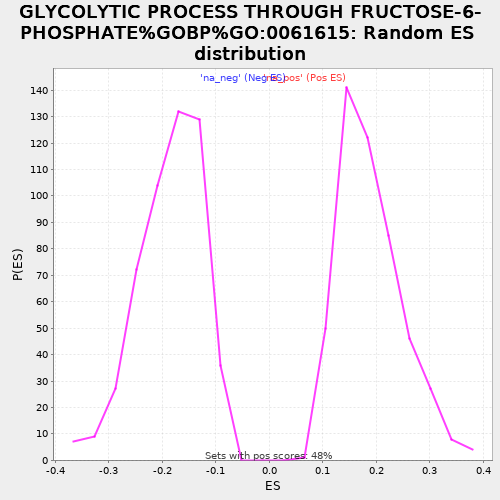 GLYCOLYTIC PROCESS THROUGH FRUCTOSE-6-
PHOSPHATE%GOBP%GO:0061615: Random ES
distribution
'na_neg' (Neg ES)
'na_pos' (Pos ES)
140
130
120
110
100
90
80
70
60
50
40
30
20
10
0
P(ES)
Sets with pos scores: 48%
-0.4 -0.3 -0.2 -0.1 0.0 0.1 0.2 0.3 0.4
ES